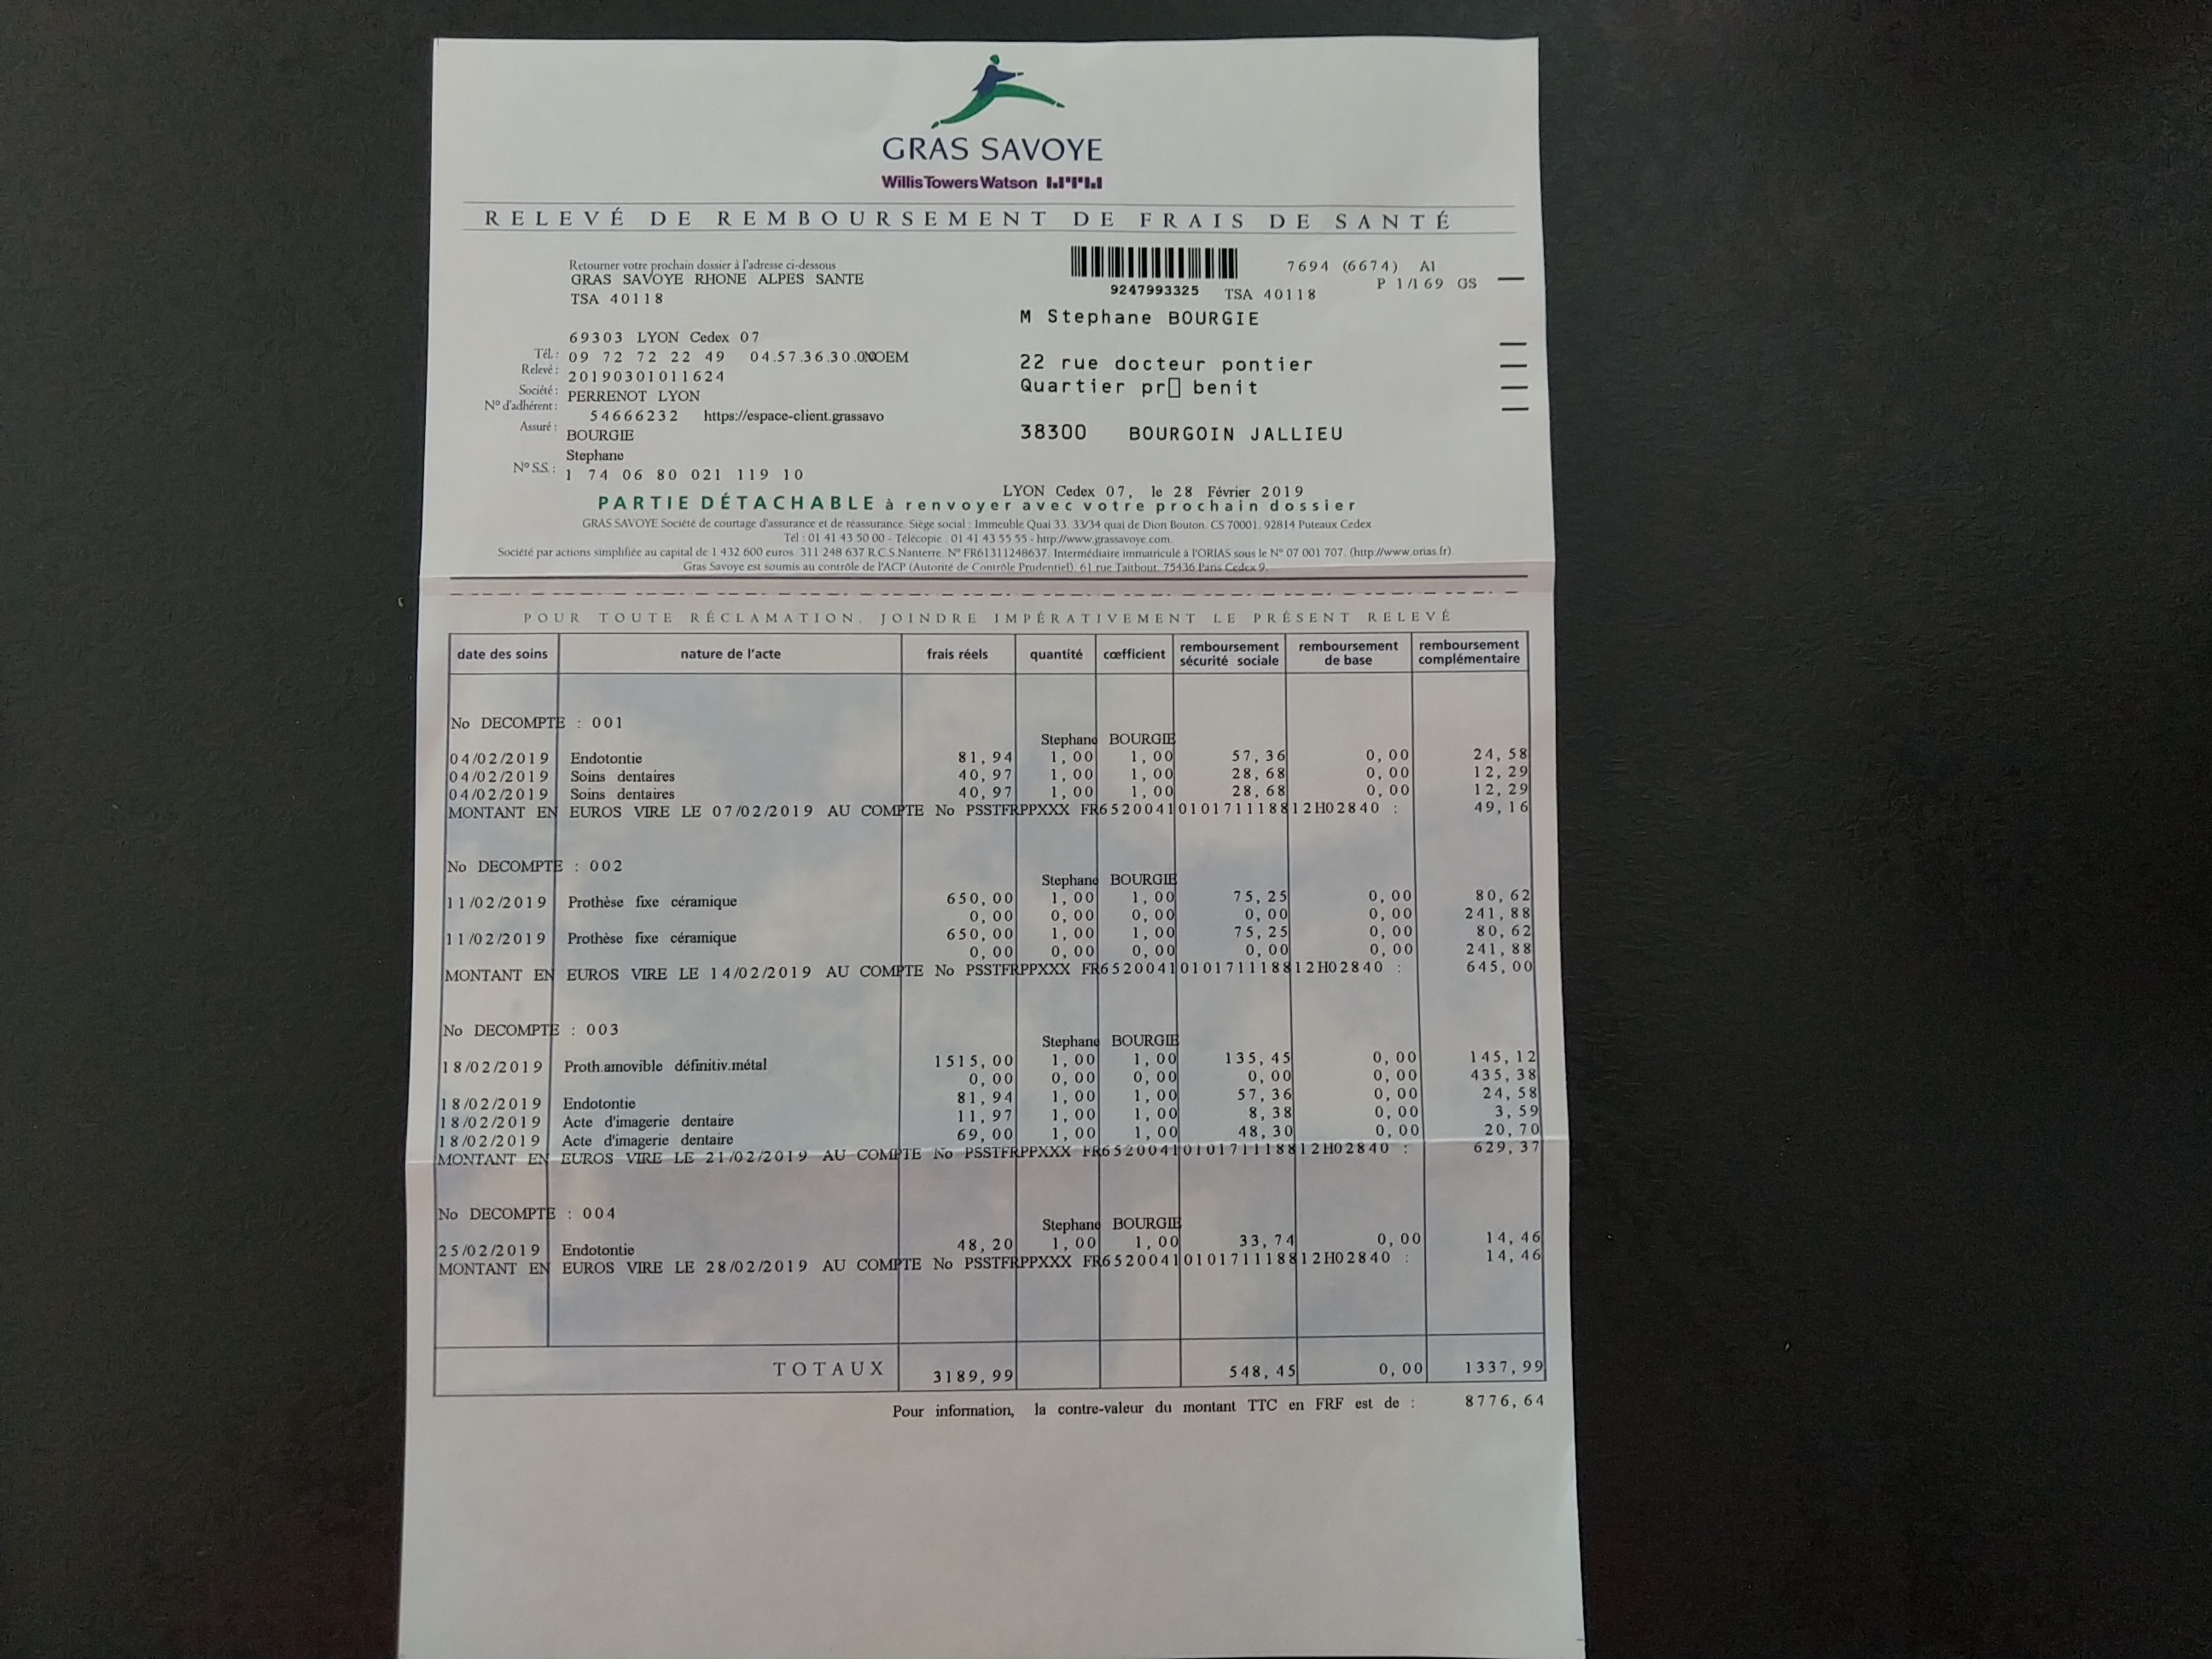 GRAS SAVOYE
Willis Towers Watson
RELEVÉ DE REMBOURSEMENT DE FRAIS DE SANTÉ
Retourner votre prochain dossier à l'adresse ci-dessous
GRAS SAVOYE RHONE ALPES SANTE
TSA 40118
69303 LYON Cedex 07
Tél.: 09 72 72 22 49 04.57.36.30.00 NOEM
Relevé : 20190301011624
Société : PERRENOT LYON
N° d'adhérent : 54666232 https://espace-client.grassavo
Assuré : BOURGIE
Stephane
N° S.S. : 1 74 06 80 021 119 10
7694 (6674) A1
P 1/1 69 GS
9247993325 TSA 40118
M Stephane BOURGIE
22 rue docteur pontier
Quartier pr▯ benit
38300 BOURGOIN JALLIEU
LYON Cedex 07, le 28 Février 2019
PARTIE DÉTACHABLE à renvoyer avec votre prochain dossier
GRAS SAVOYE Société de courtage d'assurance et de réassurance. Siège social : Immeuble Quai 33, 33/34 quai de Dion Bouton. CS 70001. 92814 Puteaux Cedex
Tél : 01 41 43 50 00 - Télécopie : 01 41 43 55 55 - http://www.grassavoye.com.
Société par actions simplifiée au capital de 1 432 600 euros. 311 248 637 R.C.S.Nanterre. N° FR61311248637. Intermédiaire immatriculé à l'ORIAS sous le N° 07 001 707. (http://www.orias.fr).
Gras Savoye est soumis au contrôle de l'ACP (Autorité de Contrôle Prudentiel), 61 rue Taitbout, 75436 Paris Cedex 9.
POUR TOUTE RÉCLAMATION, JOINDRE IMPÉRATIVEMENT LE PRÉSENT RELEVÉ
date des soins nature de l'acte frais réels quantité cœfficient remboursement sécurité sociale remboursement de base remboursement complémentaire
No DECOMPTE : 001
Stephane BOURGIE
04/02/2019 Endotontie 81,94 1,00 1,00 57,36 0,00 24,58
04/02/2019 Soins dentaires 40,97 1,00 1,00 28,68 0,00 12,29
04/02/2019 Soins dentaires 40,97 1,00 1,00 28,68 0,00 12,29
MONTANT EN EUROS VIRE LE 07/02/2019 AU COMPTE No PSSTFRPPXXX FR6520041010171118812H02840 : 49,16
No DECOMPTE : 002
Stephane BOURGIE
11/02/2019 Prothèse fixe céramique 650,00 1,00 1,00 75,25 0,00 80,62
0,00 0,00 0,00 0,00 0,00 241,88
11/02/2019 Prothèse fixe céramique 650,00 1,00 1,00 75,25 0,00 80,62
0,00 0,00 0,00 0,00 0,00 241,88
MONTANT EN EUROS VIRE LE 14/02/2019 AU COMPTE No PSSTFRPPXXX FR6520041010171118812H02840 : 645,00
No DECOMPTE : 003
Stephane BOURGIE
18/02/2019 Proth.amovible définitiv.métal 1515,00 1,00 1,00 135,45 0,00 145,12
0,00 0,00 0,00 0,00 0,00 435,38
18/02/2019 Endotontie 81,94 1,00 1,00 57,36 0,00 24,58
18/02/2019 Acte d'imagerie dentaire 11,97 1,00 1,00 8,38 0,00 3,59
18/02/2019 Acte d'imagerie dentaire 69,00 1,00 1,00 48,30 0,00 20,70
MONTANT EN EUROS VIRE LE 21/02/2019 AU COMPTE No PSSTFRPPXXX FR6520041010171118812H02840 : 629,37
No DECOMPTE : 004
Stephane BOURGIE
25/02/2019 Endotontie 48,20 1,00 1,00 33,74 0,00 14,46
MONTANT EN EUROS VIRE LE 28/02/2019 AU COMPTE No PSSTFRPPXXX FR6520041010171118812H02840 : 14,46
TOTAUX 3189,99 548,45 0,00 1337,99
Pour information, la contre-valeur du montant TTC en FRF est de : 8776,64